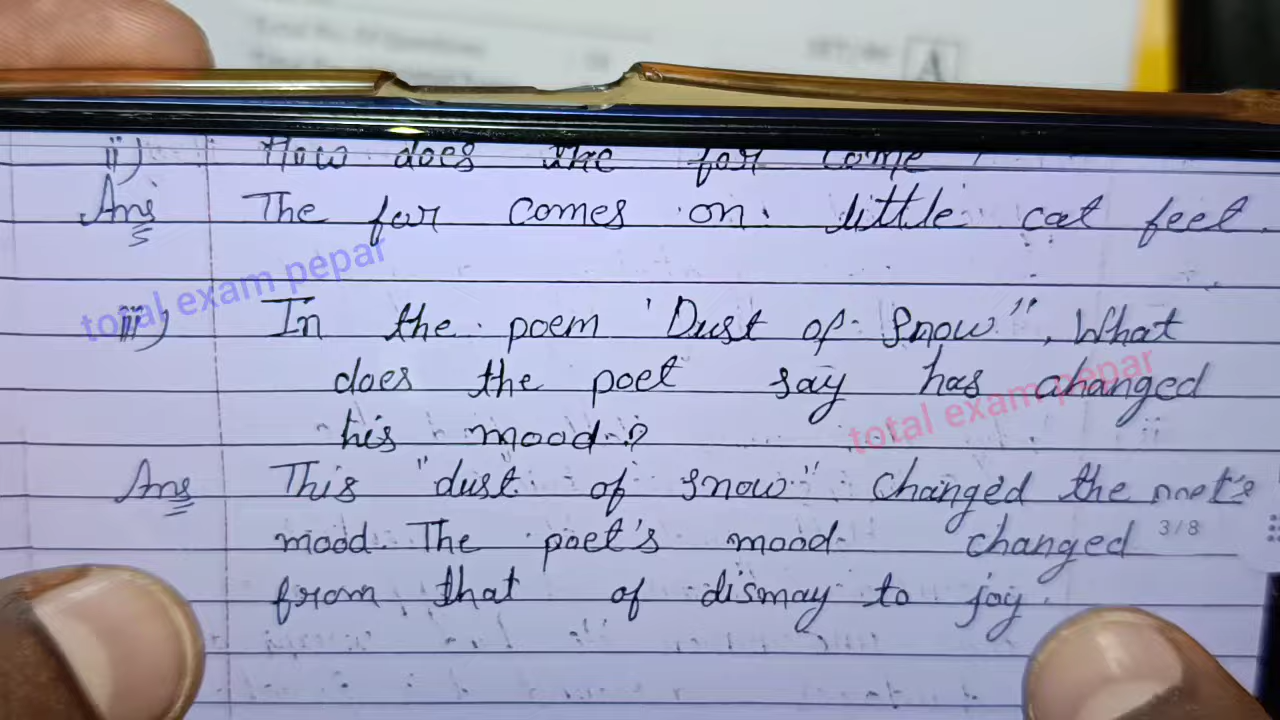 A
ii) How does the for come ?
Ans The for comes on little cat feet.
total exam pepar
iii) In the poem 'Dust of Snow", What
does the poet say has changed
total exam pepar
his mood ?
Ans This "dust of snow" changed the poet's
mood. The poet's mood changed
3/8
from that of dismay to joy.